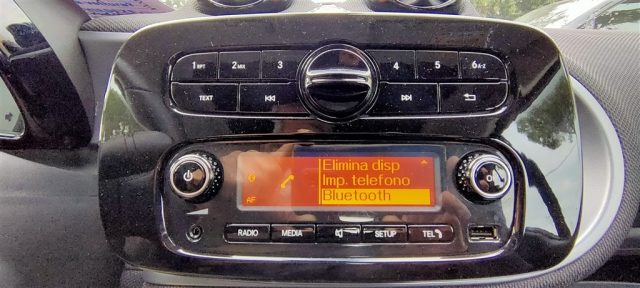 1 RPT 2 MIX 3 4 5 6 A-Z
TEXT
Elimina disp
Imp. telefono
Bluetooth
AF
RADIO MEDIA SETUP TEL